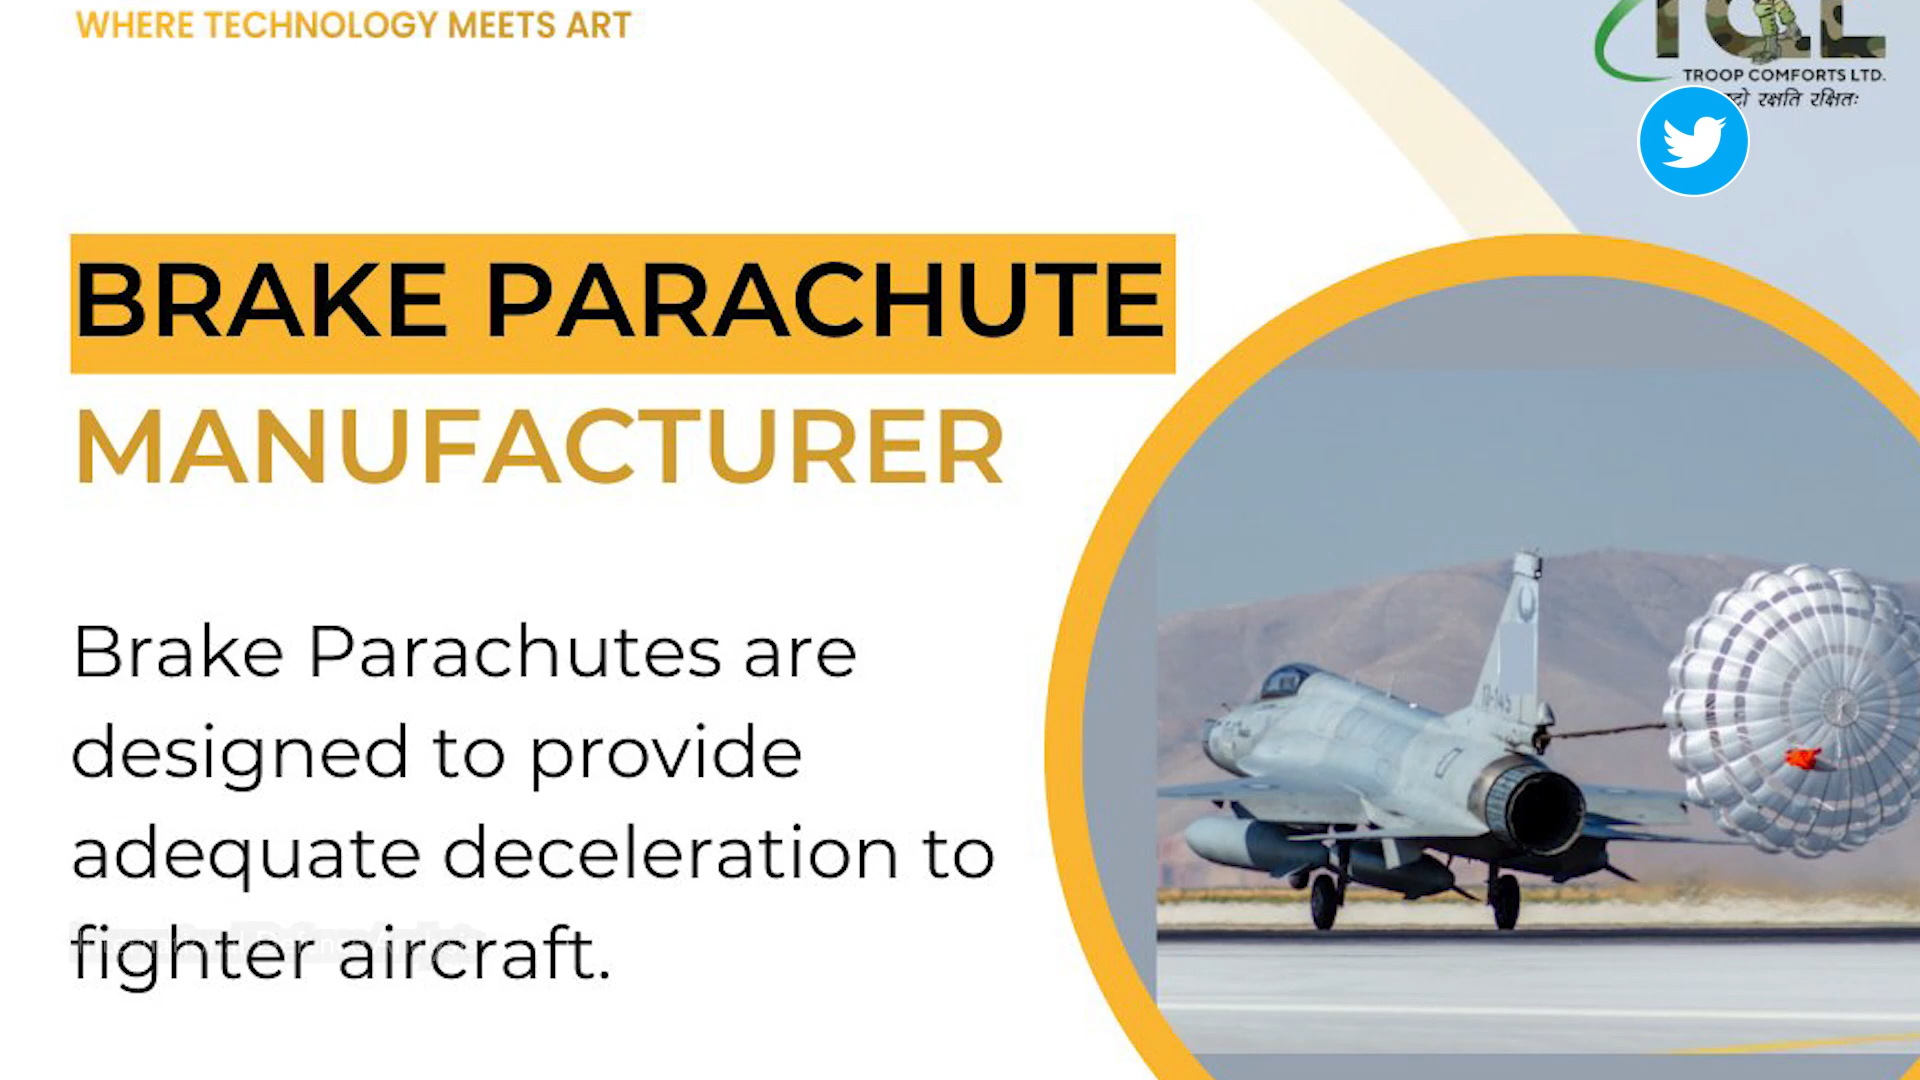 WHERE TECHNOLOGY MEETS ART
TROOP COMFORTS LTD.
रक्षति रक्षितः
BRAKE PARACHUTE
MANUFACTURER
Brake Parachutes are
designed to provide
adequate deceleration to
fighter aircraft.